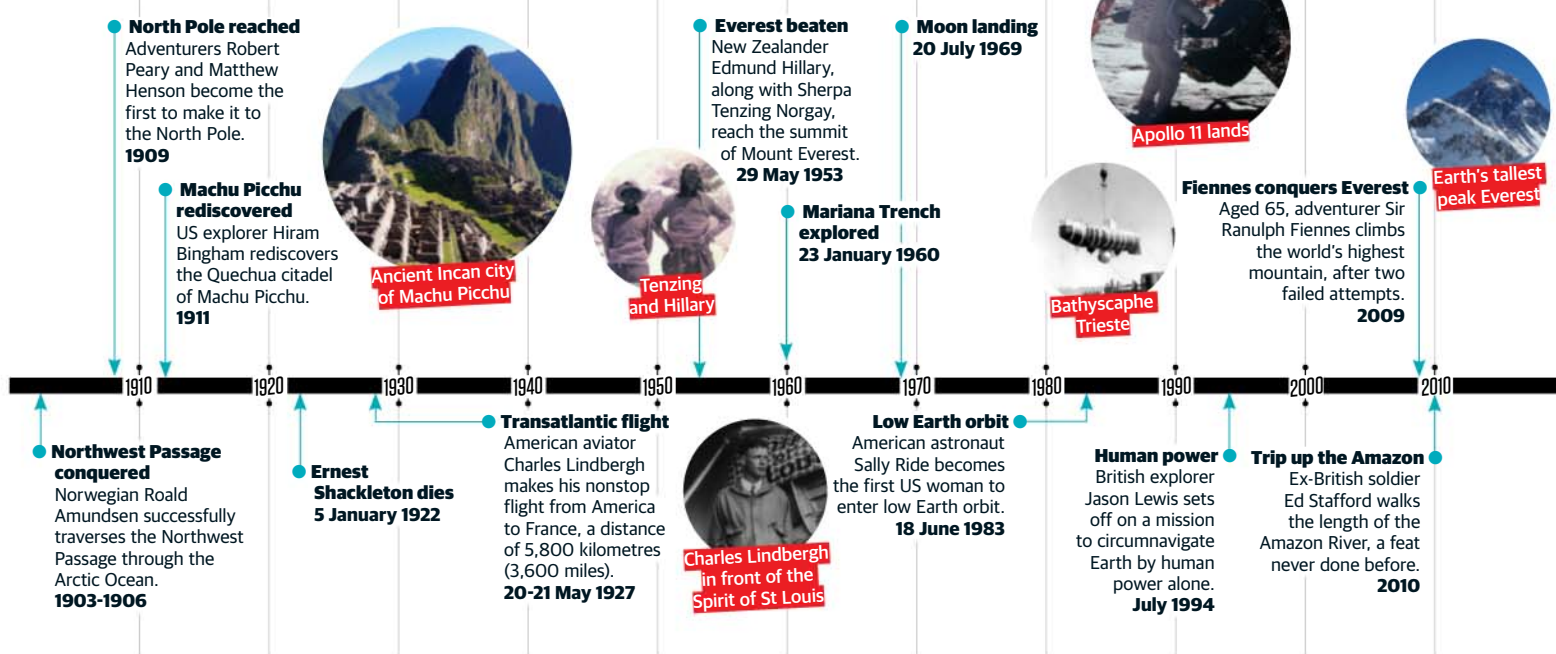 North Pole reached
Adventurers Robert
Peary and Matthew
Henson become the
first to make it to
the North Pole.
1909
Machu Picchu
rediscovered
US explorer Hiram
Bingham rediscovers
the Quechua citadel
of Machu Picchu.
1911
Ancient Incan city
of Machu Picchu
Tenzing
and Hillary
Everest beaten
New Zealander
Edmund Hillary,
along with Sherpa
Tenzing Norgay,
reach the summit
of Mount Everest.
29 May 1953
Mariana Trench
explored
23 January 1960
Moon landing
20 July 1969
Apollo 11 lands
Bathyscaphe
Trieste
Fiennes conquers Everest
Aged 65, adventurer Sir
Ranulph Fiennes climbs
the world's highest
mountain, after two
failed attempts.
2009
Earth's tallest
peak Everest
1910 1920 1930 1940 1950 1960 1970 1980 1990 2000 2010
Northwest Passage
conquered
Norwegian Roald
Amundsen successfully
traverses the Northwest
Passage through the
Arctic Ocean.
1903-1906
Ernest
Shackleton dies
5 January 1922
Transatlantic flight
American aviator
Charles Lindbergh
makes his nonstop
flight from America
to France, a distance
of 5,800 kilometres
(3,600 miles).
20-21 May 1927
Charles Lindbergh
in front of the
Spirit of St Louis
Low Earth orbit
American astronaut
Sally Ride becomes
the first US woman to
enter low Earth orbit.
18 June 1983
Human power
British explorer
Jason Lewis sets
off on a mission
to circumnavigate
Earth by human
power alone.
July 1994
Trip up the Amazon
Ex-British soldier
Ed Stafford walks
the length of the
Amazon River, a feat
never done before.
2010